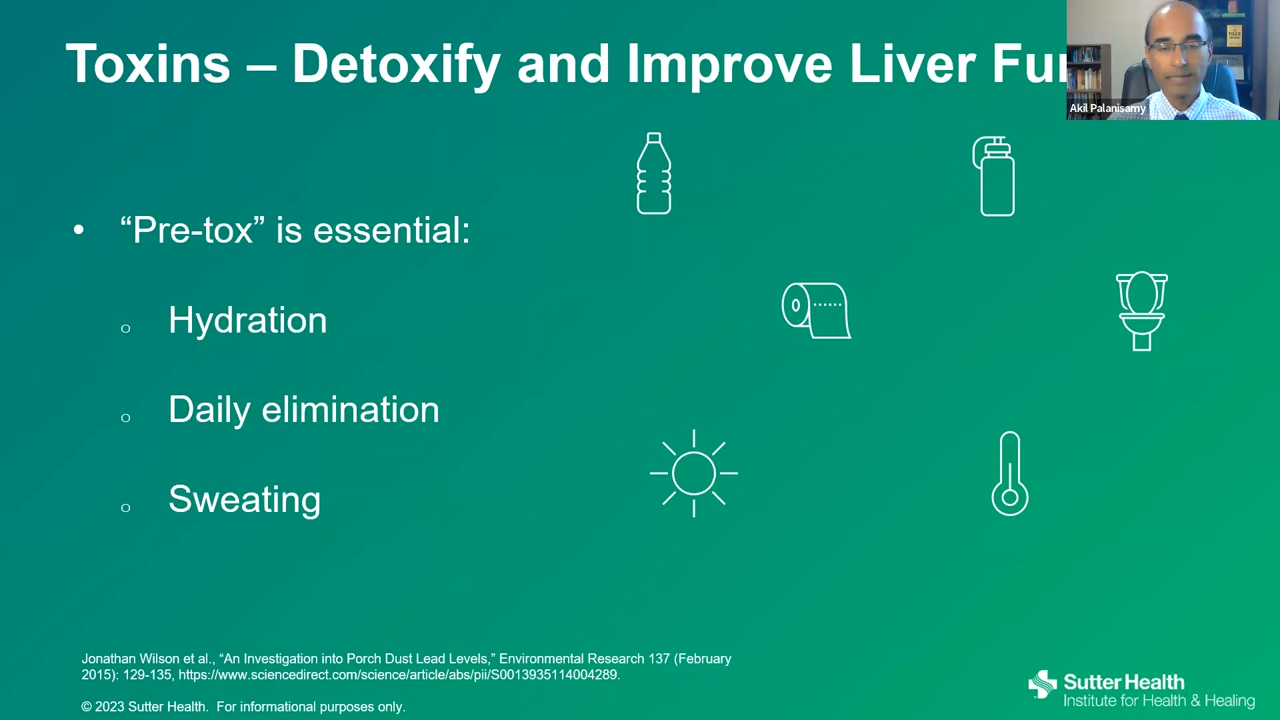 Toxins – Detoxify and Improve Liver Fu
Akil Palanisamy
• “Pre-tox” is essential:
o Hydration
o Daily elimination
o Sweating
Jonathan Wilson et al., “An Investigation into Porch Dust Lead Levels,” Environmental Research 137 (February
2015): 129-135, https://www.sciencedirect.com/science/article/abs/pii/S0013935114004289.
© 2023 Sutter Health. For informational purposes only.
Sutter Health
Institute for Health & Healing